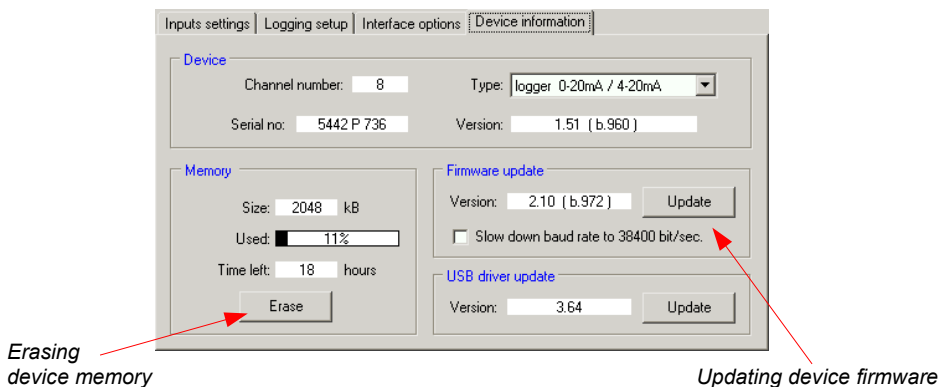 Inputs settings Logging setup Interface options Device information
Device
Channel number: 8 Type: logger 0-20mA / 4-20mA
Serial no: 5442 P 736 Version: 1.51 ( b.960 )
Memory
Size: 2048 kB
Used: 11%
Time left: 18 hours
Erase
Firmware update
Version: 2.10 ( b.972 ) Update
Slow down baud rate to 38400 bit/sec.
USB driver update
Version: 3.64 Update
Erasing
device memory
Updating device firmware